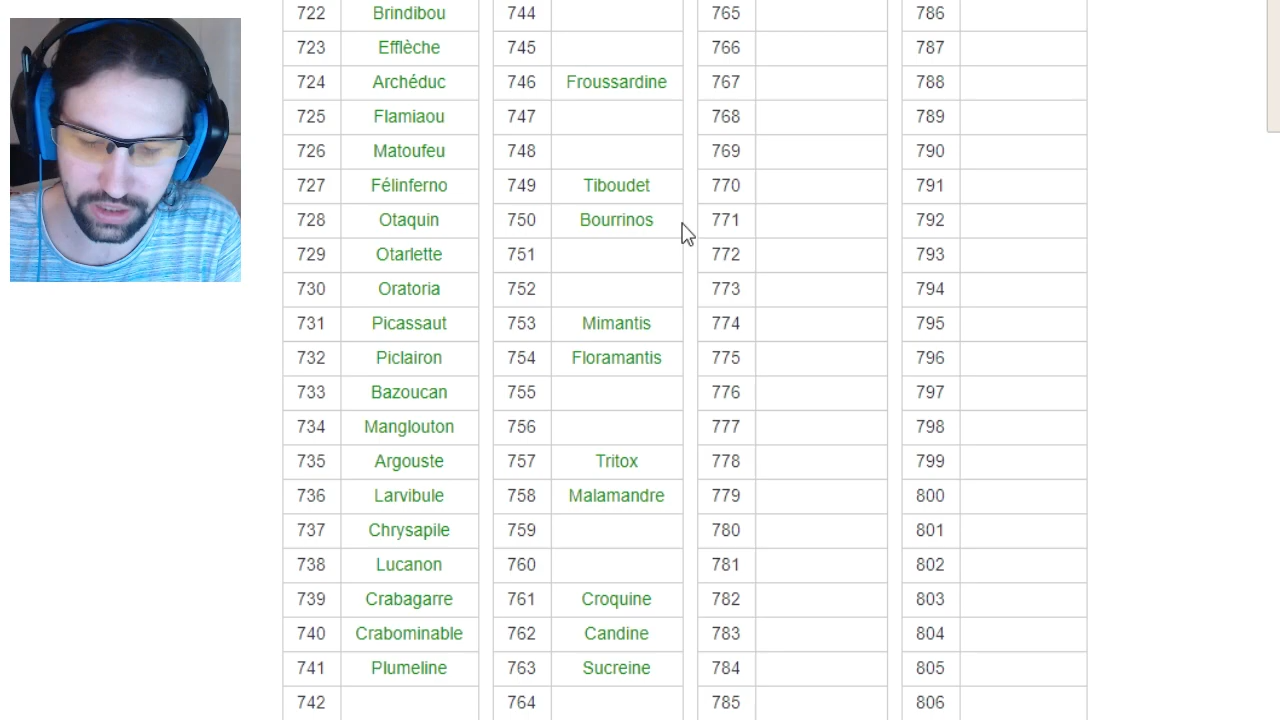 722 Brindibou 744 765 786
723 Efflèche 745 766 787
724 Archéduc 746 Froussardine 767 788
725 Flamiaou 747 768 789
726 Matoufeu 748 769 790
727 Félinferno 749 Tiboudet 770 791
728 Otaquin 750 Bourrinos 771 792
729 Otarlette 751 772 793
730 Oratoria 752 773 794
731 Picassaut 753 Mimantis 774 795
732 Piclairon 754 Floramantis 775 796
733 Bazoucan 755 776 797
734 Manglouton 756 777 798
735 Argouste 757 Tritox 778 799
736 Larvibule 758 Malamandre 779 800
737 Chrysapile 759 780 801
738 Lucanon 760 781 802
739 Crabagarre 761 Croquine 782 803
740 Crabominable 762 Candine 783 804
741 Plumeline 763 Sucreine 784 805
742 764 785 806